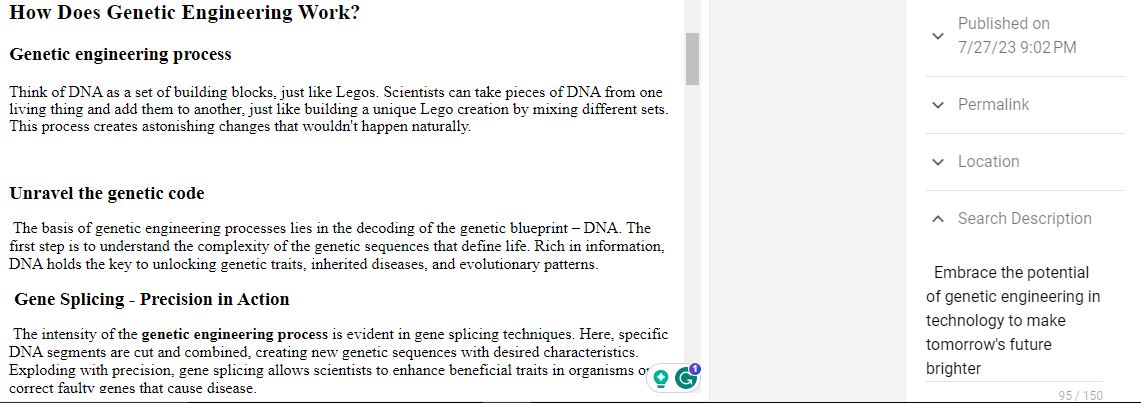 How Does Genetic Engineering Work?
Genetic engineering process
Think of DNA as a set of building blocks, just like Legos. Scientists can take pieces of DNA from one
living thing and add them to another, just like building a unique Lego creation by mixing different sets.
This process creates astonishing changes that wouldn't happen naturally.
Unravel the genetic code
The basis of genetic engineering processes lies in the decoding of the genetic blueprint – DNA. The
first step is to understand the complexity of the genetic sequences that define life. Rich in information,
DNA holds the key to unlocking genetic traits, inherited diseases, and evolutionary patterns.
Gene Splicing - Precision in Action
The intensity of the genetic engineering process is evident in gene splicing techniques. Here, specific
DNA segments are cut and combined, creating new genetic sequences with desired characteristics.
Exploding with precision, gene splicing allows scientists to enhance beneficial traits in organisms
correct faulty genes that cause disease.
1
Published on
7/27/23 9:02 PM
Permalink
Location
Search Description
Embrace the potential
of genetic engineering in
technology to make
tomorrow's future
brighter
95 / 150